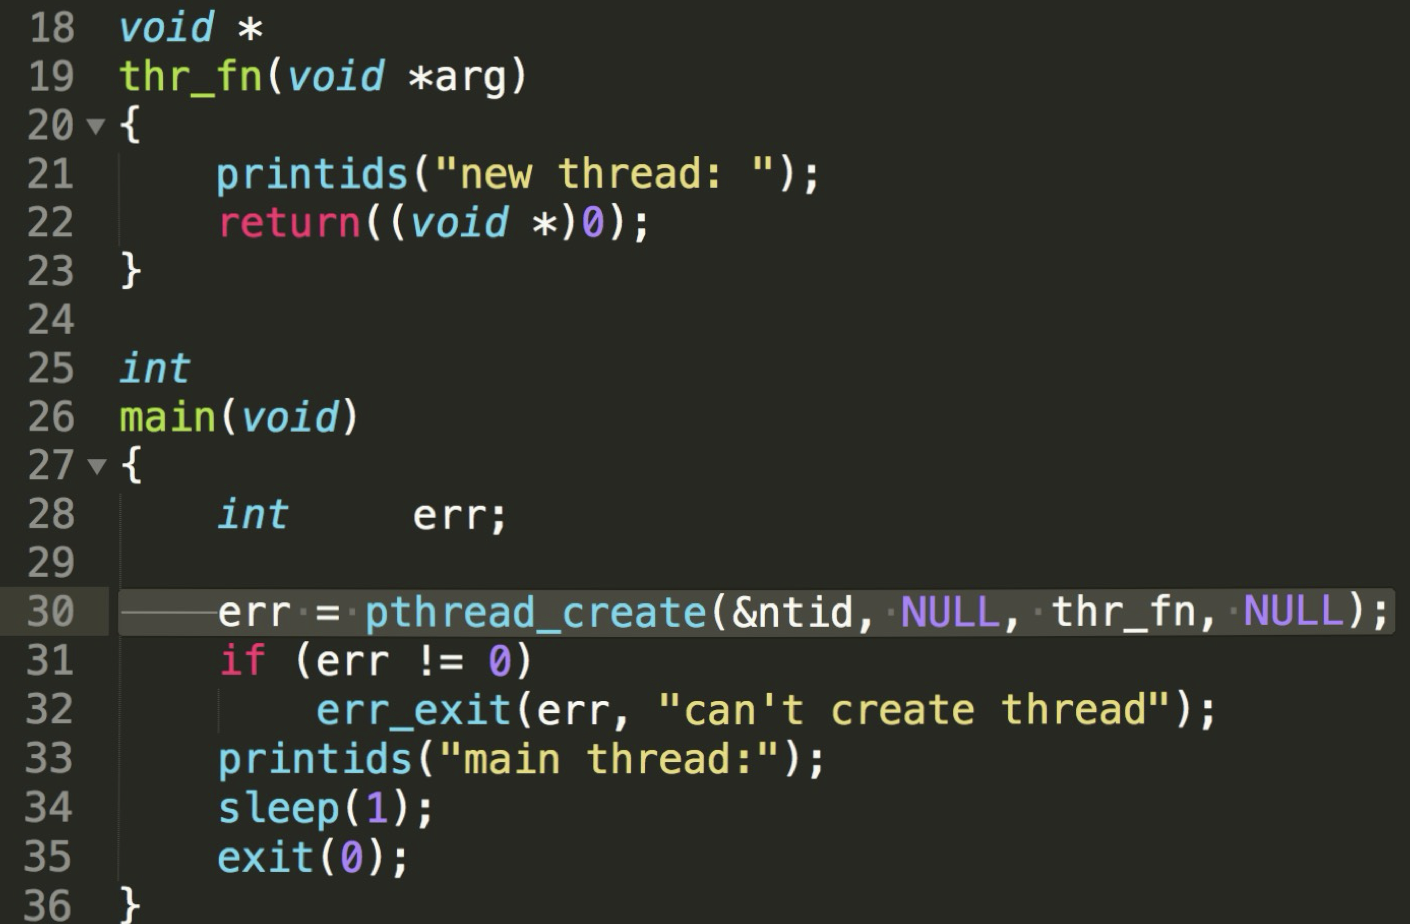 18 void *
19 thr_fn(void *arg)
20 {
21     printids("new thread: ");
22     return((void *)0);
23 }
24
25 int
26 main(void)
27 {
28     int     err;
29
30     err = pthread_create(&ntid, NULL, thr_fn, NULL);
31     if (err != 0)
32         err_exit(err, "can't create thread");
33     printids("main thread:");
34     sleep(1);
35     exit(0);
36 }